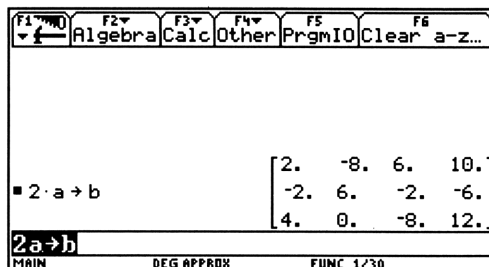 F1 F2 F3 F4 F5 F6
Algebra Calc Other PrgmIO Clear a-z…
2. ⁻8. 6. 10.
▪ 2·a → b ⁻2. 6. ⁻2. ⁻6.
4. 0. ⁻8. 12.
2a→b
MAIN DEG APPROX FUNC 1/30